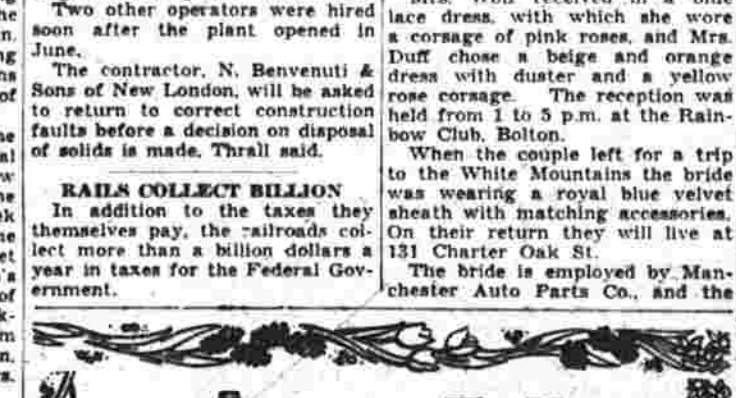 Two other operators were hired
soon after the plant opened in
June.
The contractor, N. Benvenuti &
Sons of New London, will be asked
to return to correct construction
faults before a decision on disposal
of solids is made, Thrall said.
RAILS COLLECT BILLION
In addition to the taxes they
themselves pay, the railroads col-
lect more than a billion dollars a
year in taxes for the Federal Gov-
ernment.
lace dress, with which she wore
a corsage of pink roses, and Mrs.
Duff chose a beige and orange
dress with duster and a yellow
rose corsage. The reception was
held from 1 to 5 p.m. at the Rain-
bow Club, Bolton.
When the couple left for a trip
to the White Mountains the bride
was wearing a royal blue velvet
sheath with matching accessories.
On their return they will live at
131 Charter Oak St.
The bride is employed by Man-
chester Auto Parts Co., and the